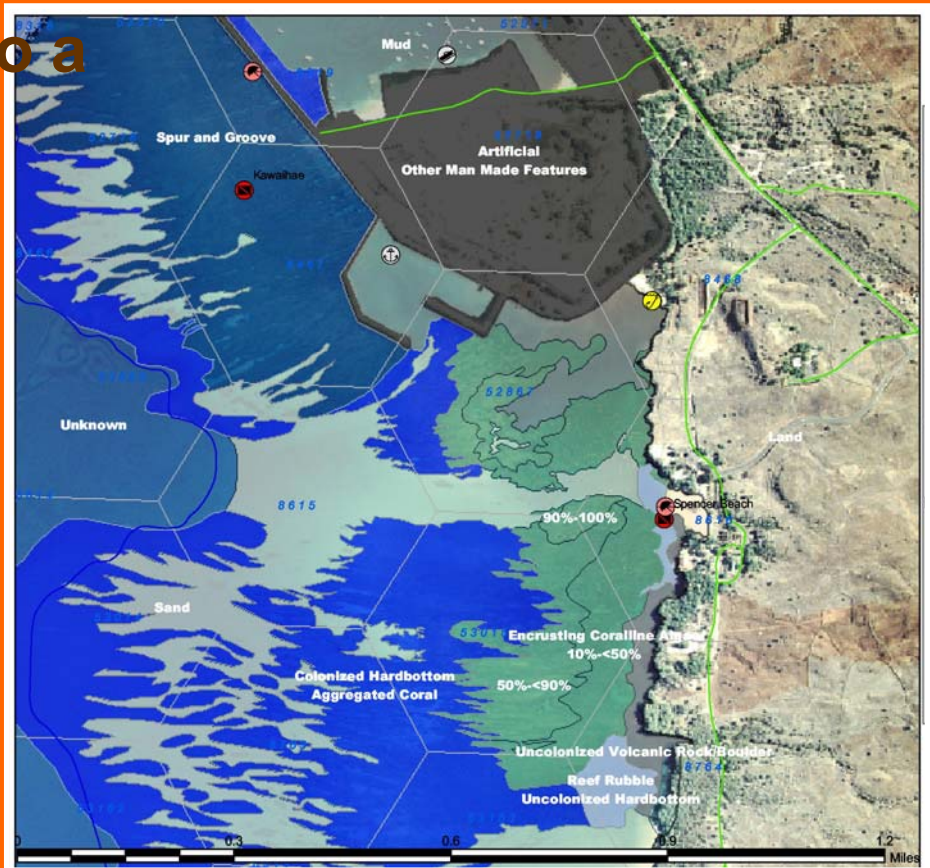 o a
Mud
Spur and Groove
Kawaihae
Artificial
Other Man Made Features
8468
52867
Unknown
Land
8615
Spencer Beach
90%-100%
Sand
Encrusting Coralline Algae
10%-<50%
Colonized Hardbottom
Aggregated Coral
50%-<90%
Uncolonized Volcanic Rock/Boulder
8764
Reef Rubble
Uncolonized Hardbottom
0 0.3 0.6 0.9 1.2
Miles